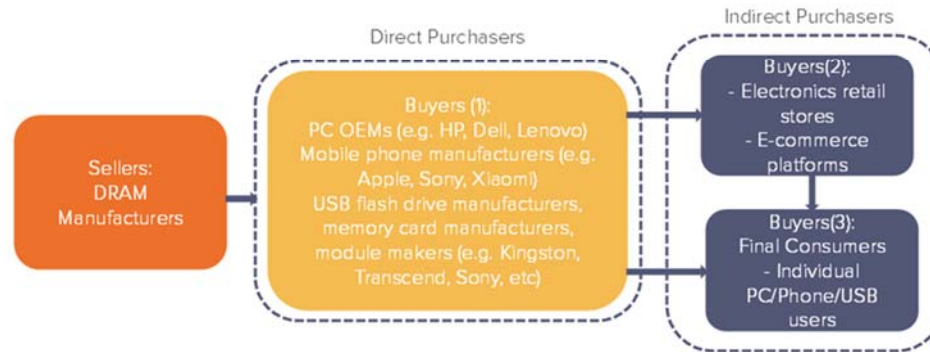 Direct Purchasers
Indirect Purchasers
Sellers:
DRAM
Manufacturers
Buyers (1):
PC OEMs (e.g. HP, Dell, Lenovo)
Mobile phone manufacturers (e.g.
Apple, Sony, Xiaomi)
USB flash drive manufacturers,
memory card manufacturers,
module makers (e.g. Kingston,
Transcend, Sony, etc)
Buyers(2):
- Electronics retail
stores
- E-commerce
platforms
Buyers(3):
Final Consumers
- Individual
PC/Phone/USB
users